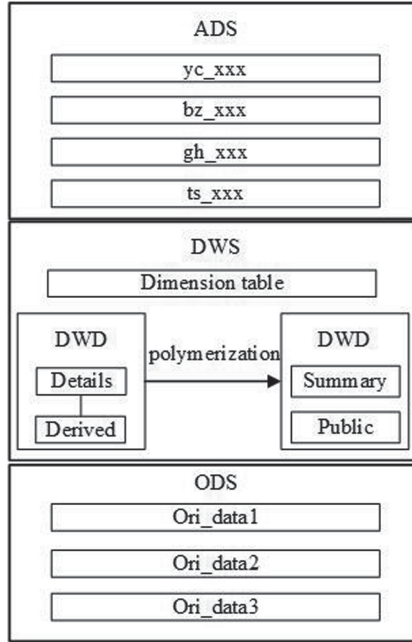 ADS
yc_xxx
bz_xxx
gh_xxx
ts_xxx
DWS
Dimension table
DWD
polymerization
DWD
Details
Summary
Derived
Public
ODS
Ori_data1
Ori_data2
Ori_data3